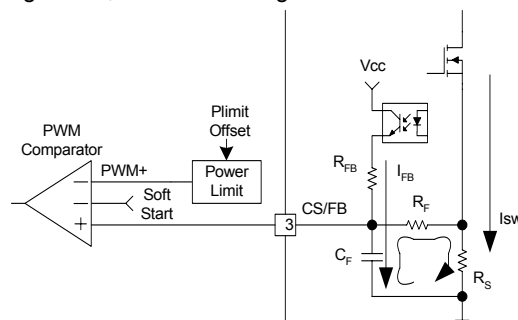 Vcc
Plimit
Offset
PWM
Comparator
PWM+
Soft
Start
Power
Limit
RFB
IFB
3
CS/FB
RF
CF
Isw
RS